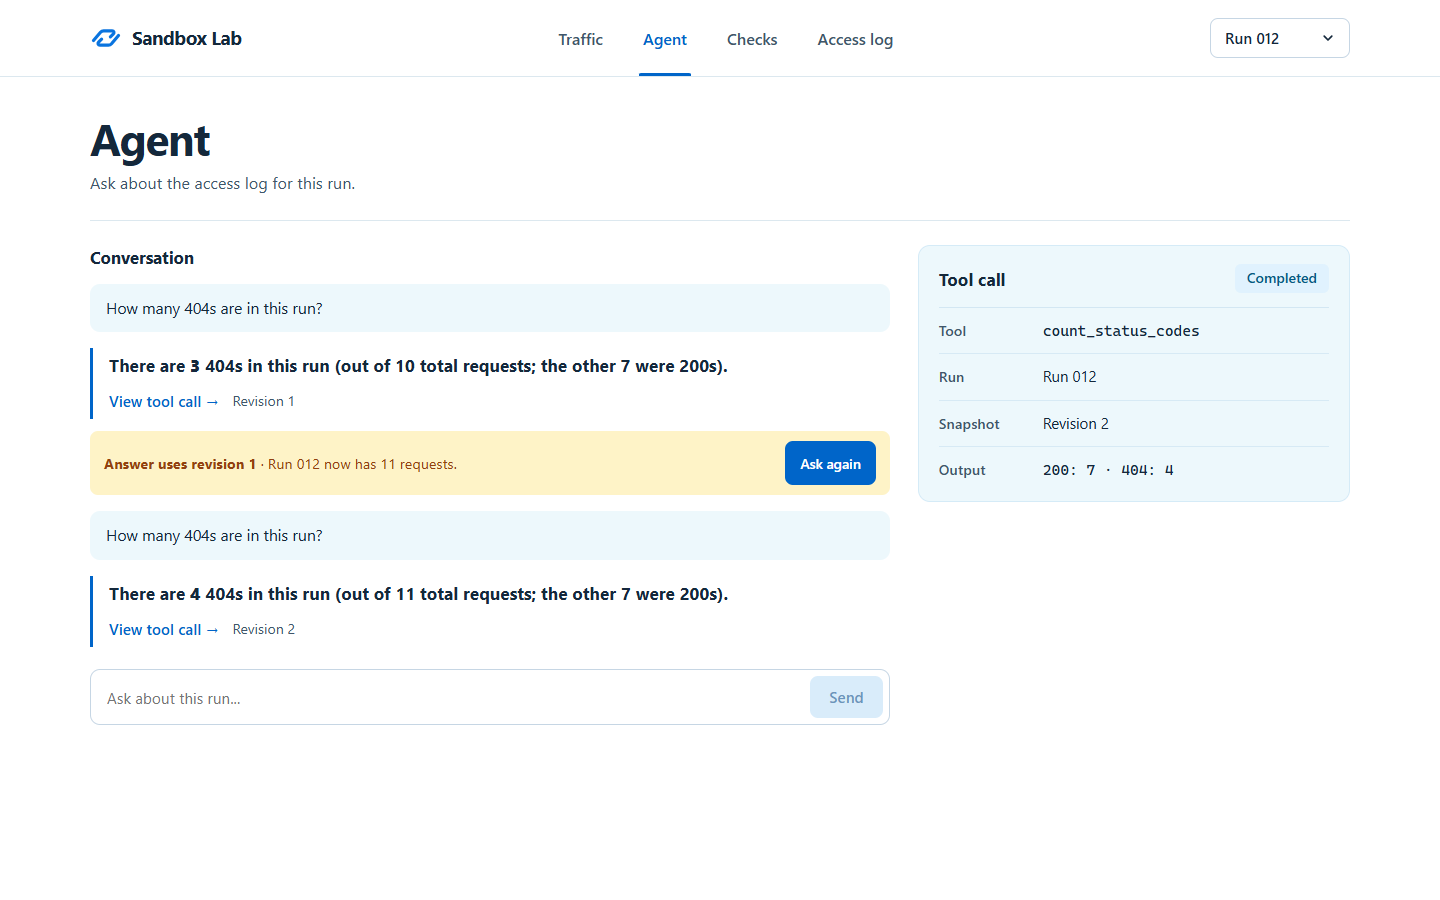 Sandbox Lab
Traffic
Agent
Checks
Access log
Run 012
Agent
Ask about the access log for this run.
Conversation
How many 404s are in this run?
There are 3 404s in this run (out of 10 total requests; the other 7 were 200s).
View tool call → Revision 1
Answer uses revision 1 · Run 012 now has 11 requests.
Ask again
How many 404s are in this run?
There are 4 404s in this run (out of 11 total requests; the other 7 were 200s).
View tool call → Revision 2
Ask about this run...
Send
Tool call
Completed
Tool count_status_codes
Run Run 012
Snapshot Revision 2
Output 200: 7 · 404: 4